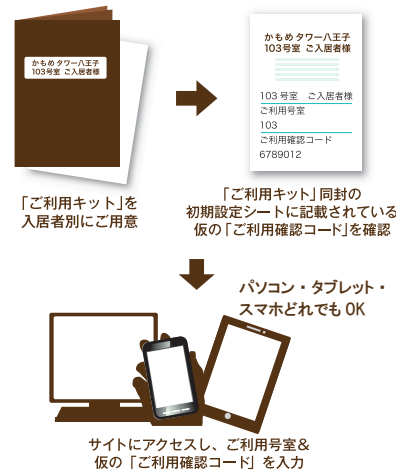 かもめタワー八王子
103号室 ご入居者様
「ご利用キット」を
入居者別にご用意
かもめタワー八王子
103号室 ご入居者様
103号室 ご入居者様
ご利用号室
103
ご利用確認コード
6789012
「ご利用キット」同封の
初期設定シートに記載されている
仮の「ご利用確認コード」を確認
パソコン・タブレット・
スマホどれでもOK
サイトにアクセスし、ご利用号室&
仮の「ご利用確認コード」を入力